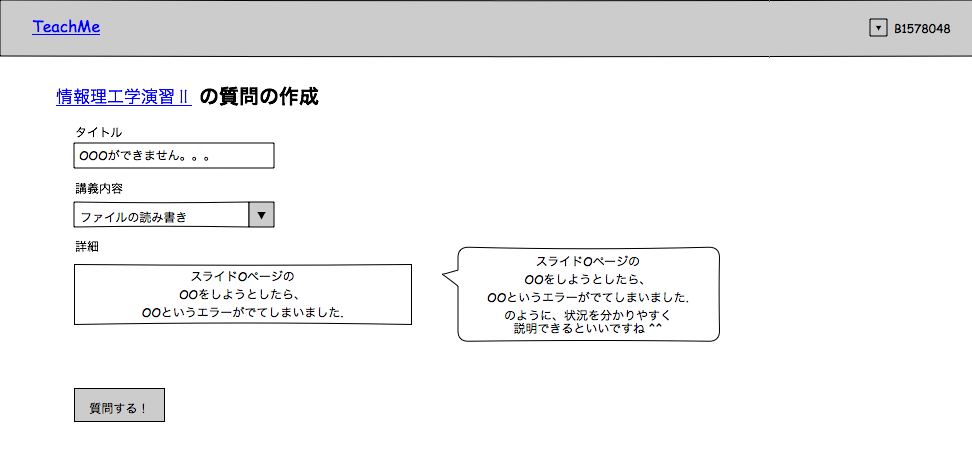 TeachMe
B1578048
情報理工学演習Ⅱ の質問の作成
タイトル
OOOができません。。。
講義内容
ファイルの読み書き
詳細
スライドOページの
OOをしようとしたら、
OOというエラーがでてしまいました.
スライドOページの
OOをしようとしたら、
OOというエラーがでてしまいました.
のように、状況を分かりやすく
説明できるといいですね ^^
質問する！